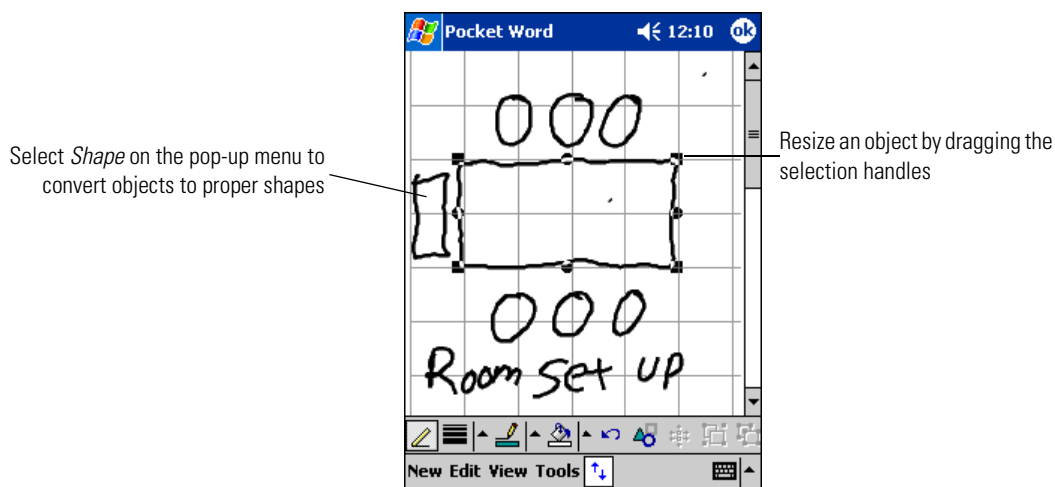 Pocket Word 12:10 ok
Select Shape on the pop-up menu to
convert objects to proper shapes
Resize an object by dragging the
selection handles
Room set up
New Edit View Tools